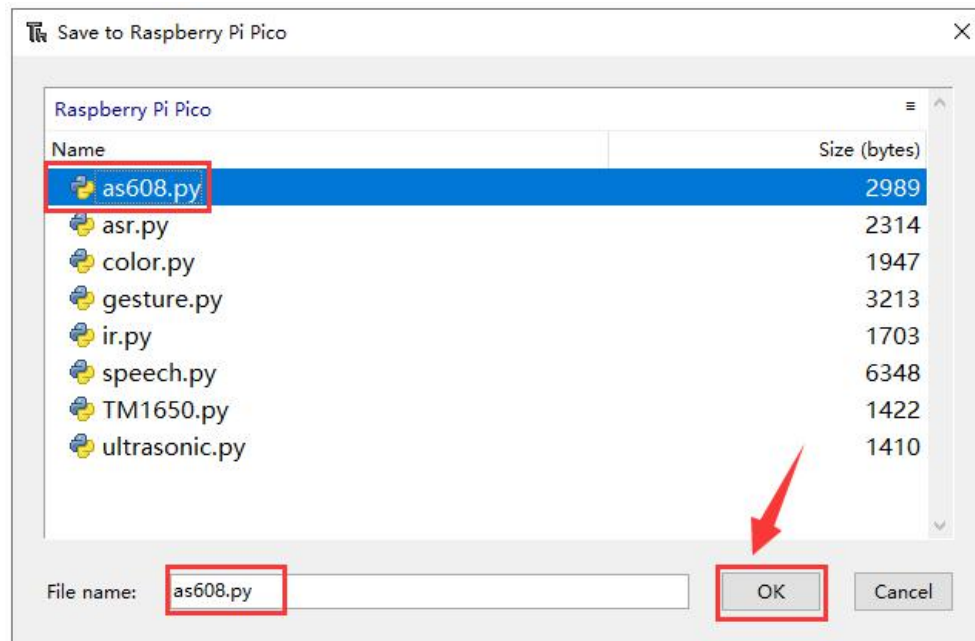 Save to Raspberry Pi Pico
Raspberry Pi Pico
Name Size (bytes)
as608.py 2989
asr.py 2314
color.py 1947
gesture.py 3213
ir.py 1703
speech.py 6348
TM1650.py 1422
ultrasonic.py 1410
File name: as608.py OK Cancel